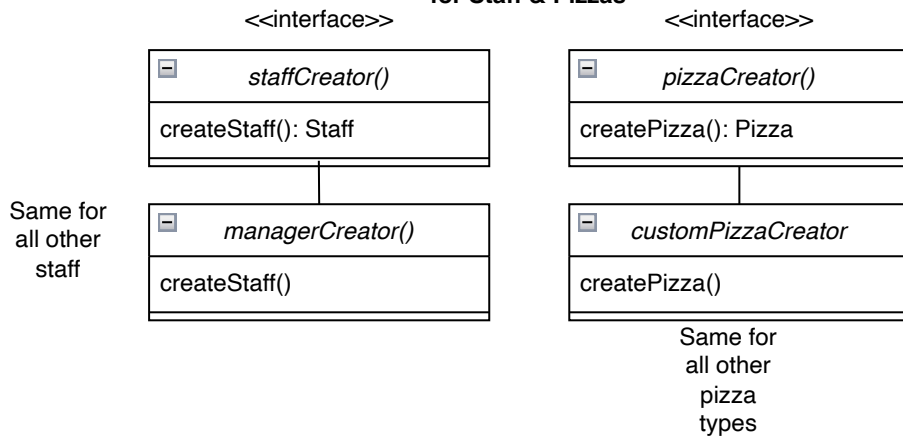 for Staff & Pizzas
<<interface>>
<<interface>>
staffCreator()
pizzaCreator()
createStaff(): Staff
createPizza(): Pizza
Same for
all other
staff
managerCreator()
customPizzaCreator
createStaff()
createPizza()
Same for
all other
pizza
types